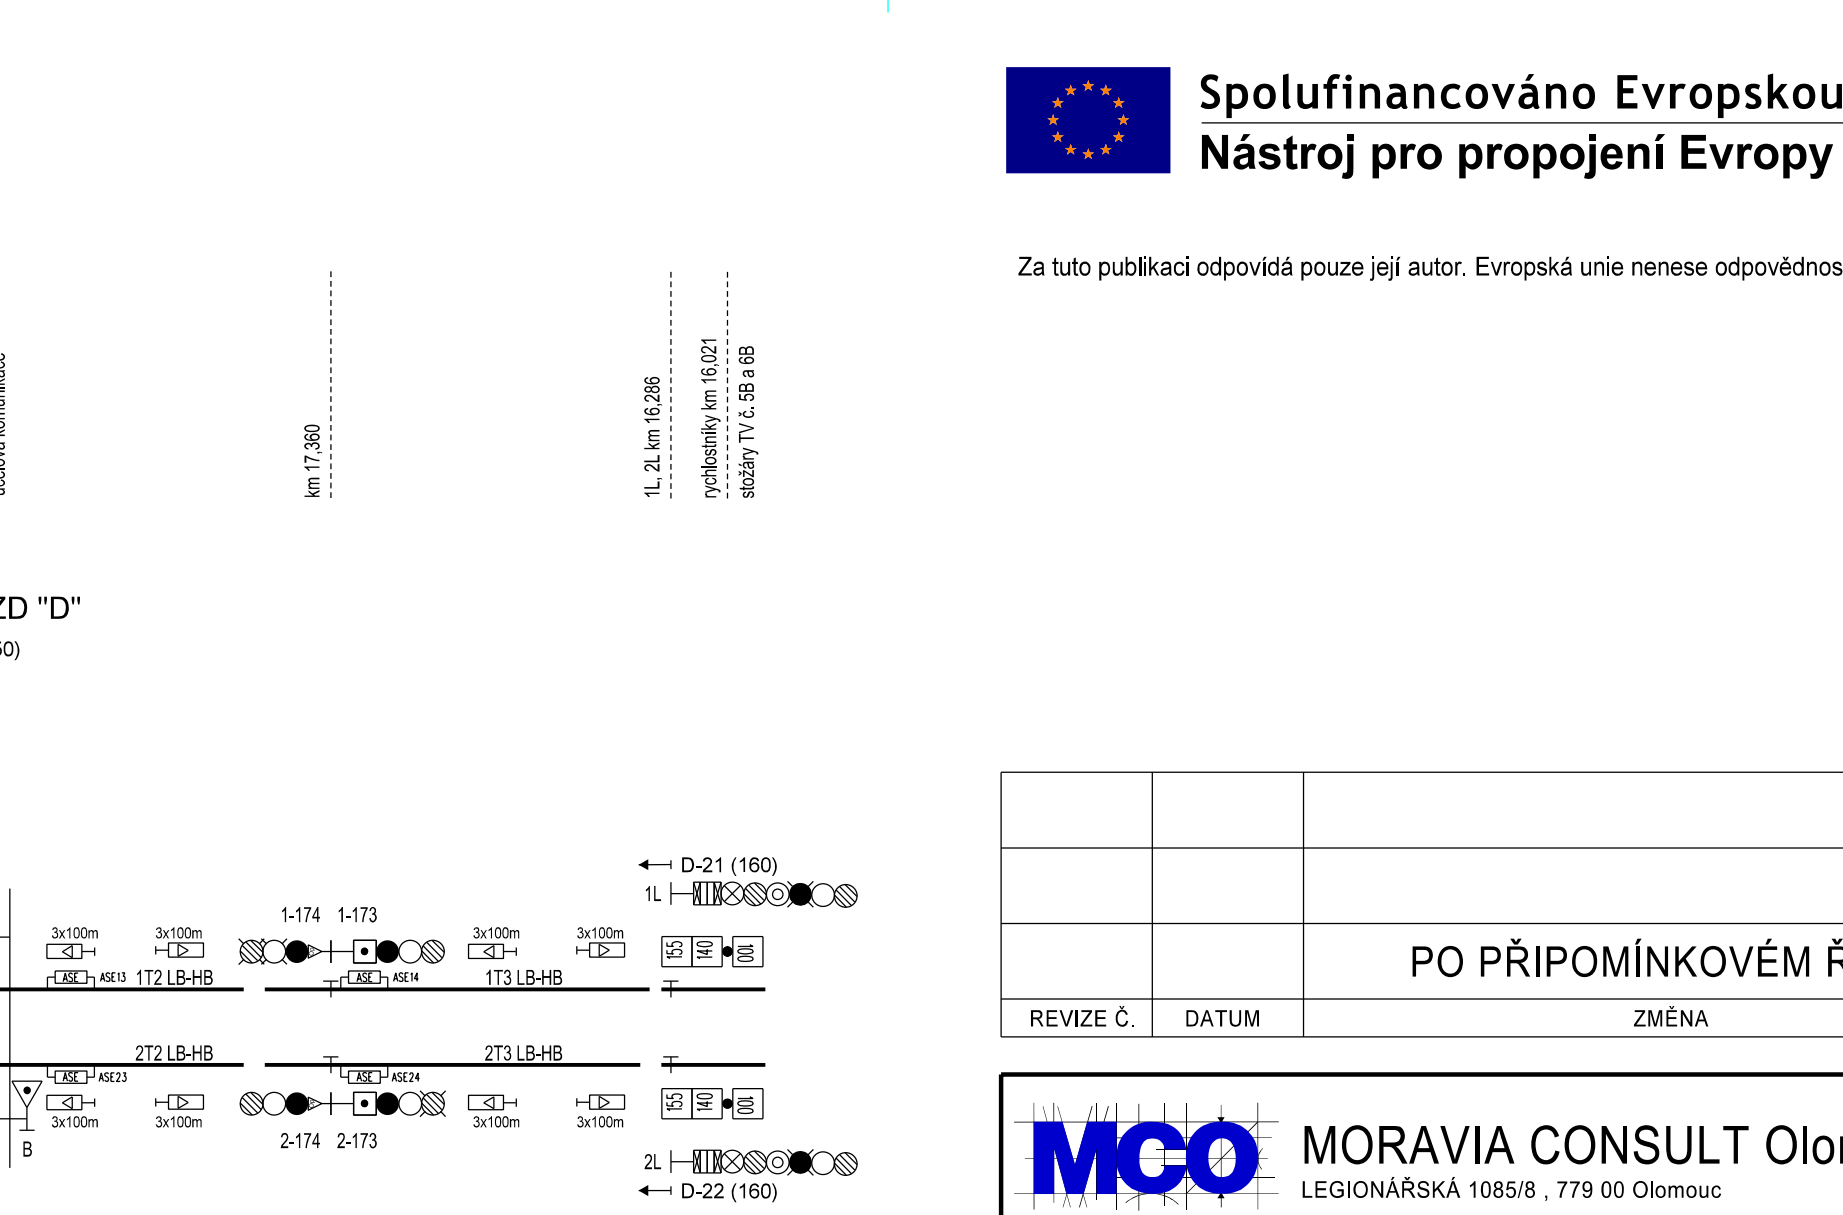 Spolufinancováno Evropskou
Nástroj pro propojení Evropy
Za tuto publikaci odpovídá pouze její autor. Evropská unie nenese odpovědnos
km 17,360
1L, 2L km 16,286
rychlostníky km 16,021
stožáry TV č. 5B a 6B
ZD "D"
50)
D-21 (160)
1L
1-174 1-173
3x100m 3x100m 3x100m 3x100m
155 140 100
ASE ASE13 1T2 LB-HB ASE ASE14 1T3 LB-HB
2T2 LB-HB 2T3 LB-HB
ASE ASE23 ASE ASE24
155 140 100
3x100m 3x100m 3x100m 3x100m
B
2-174 2-173
2L
D-22 (160)
PO PŘIPOMÍNKOVÉM Ř
REVIZE Č. DATUM ZMĚNA
MCO
MORAVIA CONSULT Olo
LEGIONÁŘSKÁ 1085/8 , 779 00 Olomouc